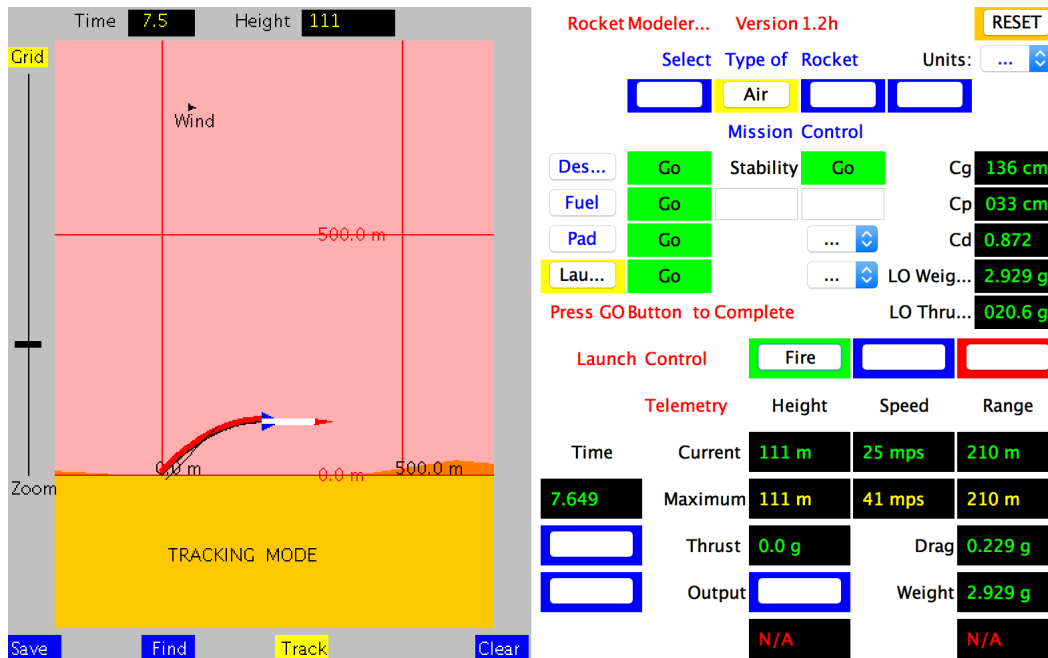 Time 7.5 Height 111
Grid
Wind
500.0 m
0.0 m
0.0 m
500.0 m
Zoom
TRACKING MODE
Save Find Track Clear
Rocket Modeler... Version 1.2h RESET
Select Type of Rocket Units: ...
Air
Mission Control
Des... Go Stability Go Cg 136 cm
Fuel Go Cp 033 cm
Pad Go ... Cd 0.872
Lau... Go ... LO Weig... 2.929 g
Press GO Button to Complete LO Thru... 020.6 g
Launch Control Fire
Telemetry Height Speed Range
Time Current 111 m 25 mps 210 m
7.649 Maximum 111 m 41 mps 210 m
Thrust 0.0 g Drag 0.229 g
Output Weight 2.929 g
N/A N/A